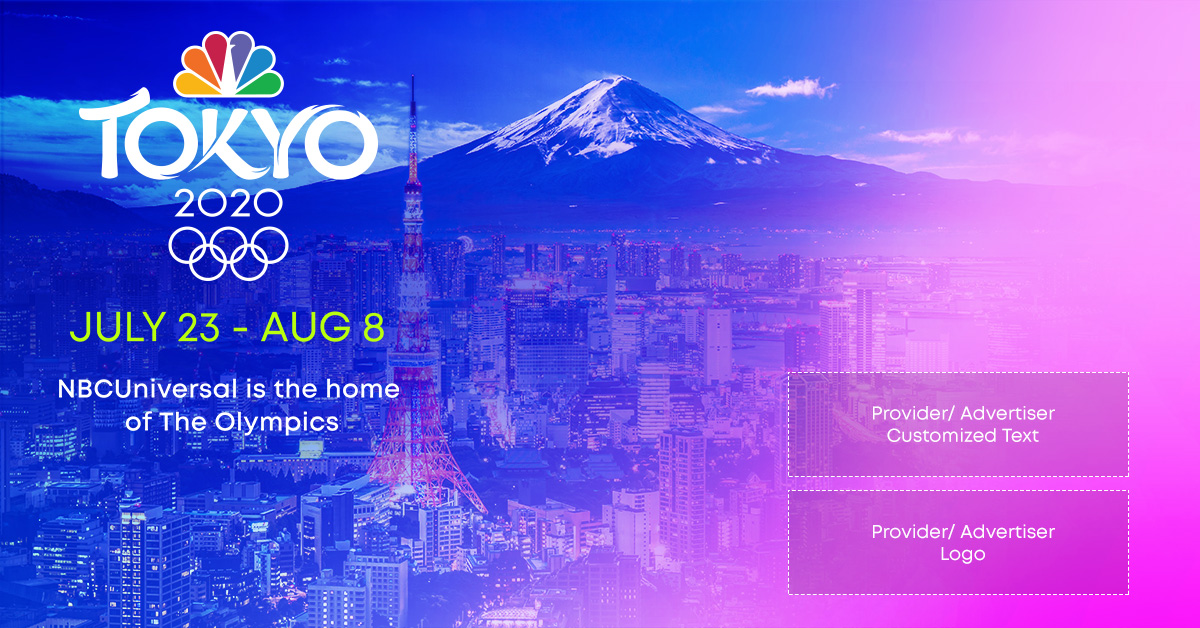 TOKYO
2020
JULY 23 - AUG 8
NBCUniversal is the home
of The Olympics
Provider/ Advertiser
Customized Text
Provider/ Advertiser
Logo